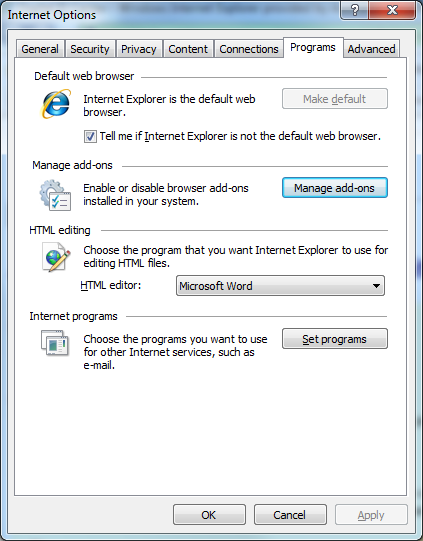 Internet Options
General Security Privacy Content Connections Programs Advanced
Default web browser
Internet Explorer is the default web
browser.
Make default
Tell me if Internet Explorer is not the default web browser.
Manage add-ons
Enable or disable browser add-ons
installed in your system.
Manage add-ons
HTML editing
Choose the program that you want Internet Explorer to use for
editing HTML files.
HTML editor:
Microsoft Word
Internet programs
Choose the programs you want to use
for other Internet services, such as
e-mail.
Set programs
OK Cancel Apply